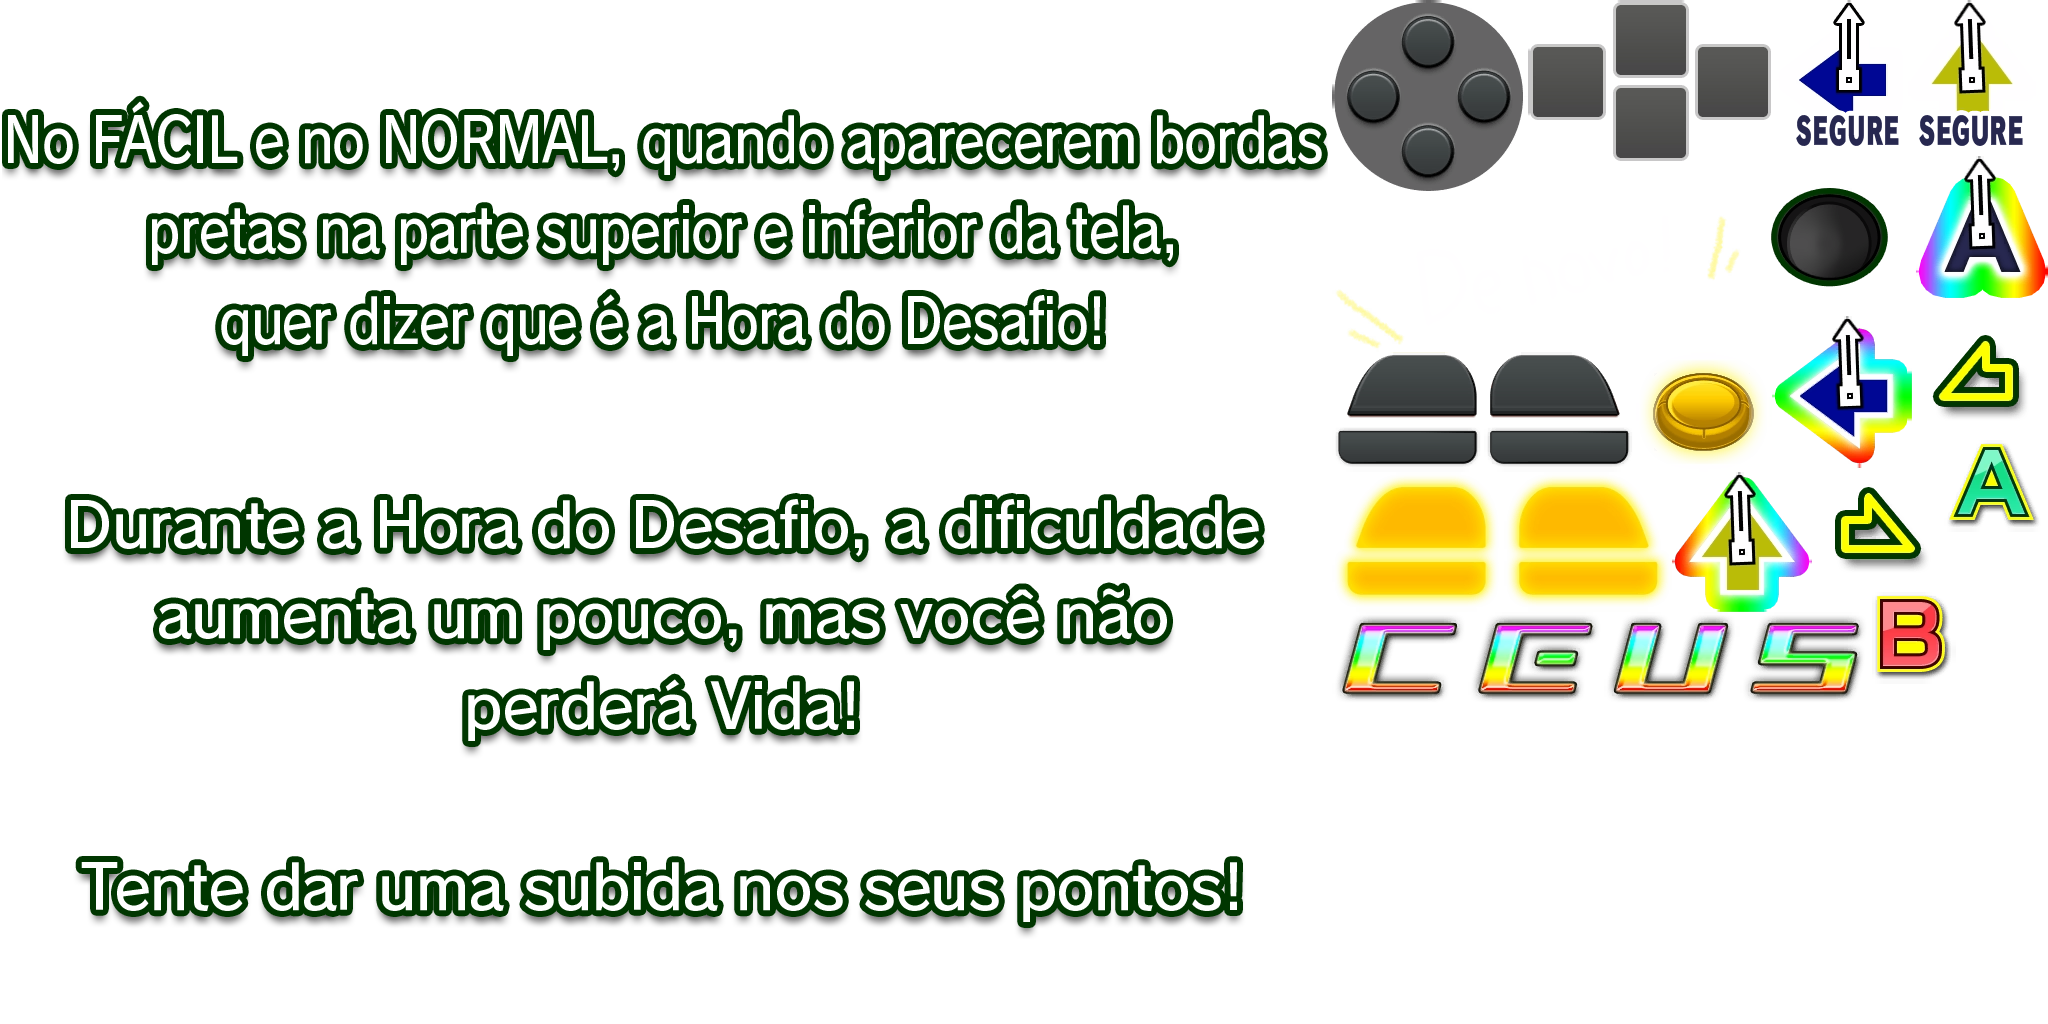 No FÁCIL e no NORMAL, quando aparecerem bordas
pretas na parte superior e inferior da tela,
quer dizer que é a Hora do Desafio!
Durante a Hora do Desafio, a dificuldade
aumenta um pouco, mas você não
perderá Vida!
Tente dar uma subida nos seus pontos!
SEGURE
SEGURE
A
De novo!
A
B
CEUS